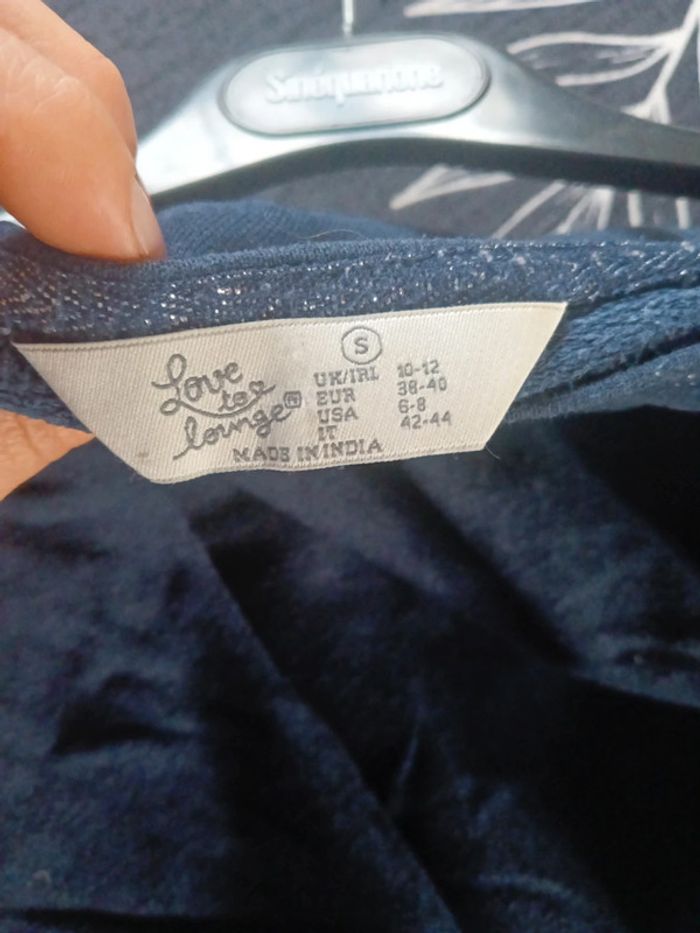 Sinéquanone
S
Love
to
lounge
UK/IRL 10-12
EUR 38-40
USA 6-8
IT 42-44
MADE IN INDIA